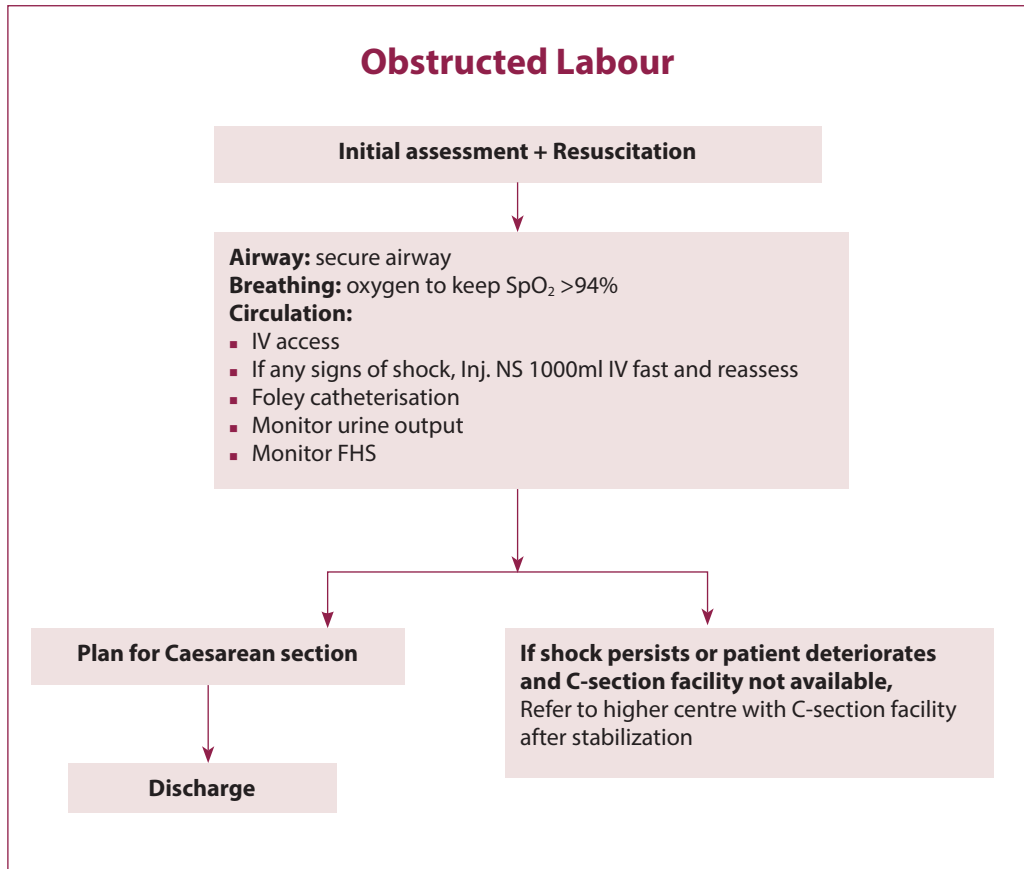 Obstructed Labour
Initial assessment + Resuscitation
Airway: secure airway
Breathing: oxygen to keep SpO₂ >94%
Circulation:
▪ IV access
▪ If any signs of shock, Inj. NS 1000ml IV fast and reassess
▪ Foley catheterisation
▪ Monitor urine output
▪ Monitor FHS
Plan for Caesarean section
Discharge
If shock persists or patient deteriorates
and C-section facility not available,
Refer to higher centre with C-section facility
after stabilization